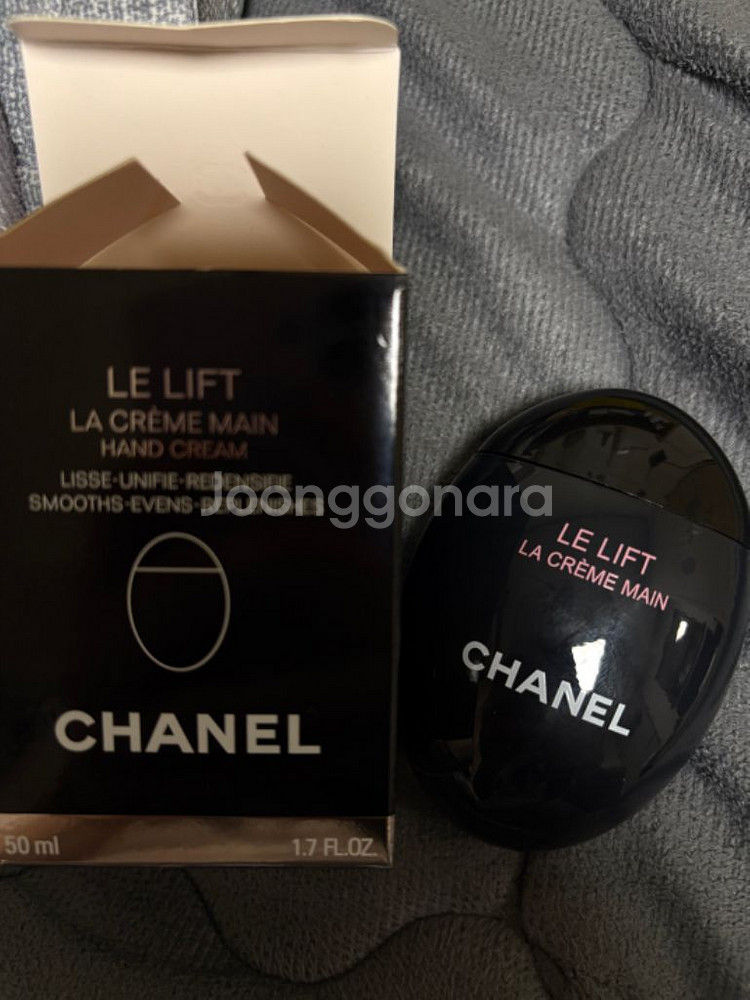 LE LIFT
LA CRÈME MAIN
HAND CREAM
LISSE·UNIFIE·REDENSIFIE
SMOOTHS·EVENS·
CHANEL
50 ml
1.7 FL.OZ.
Joonggonara
LE LIFT
LA CRÈME MAIN
CHANEL